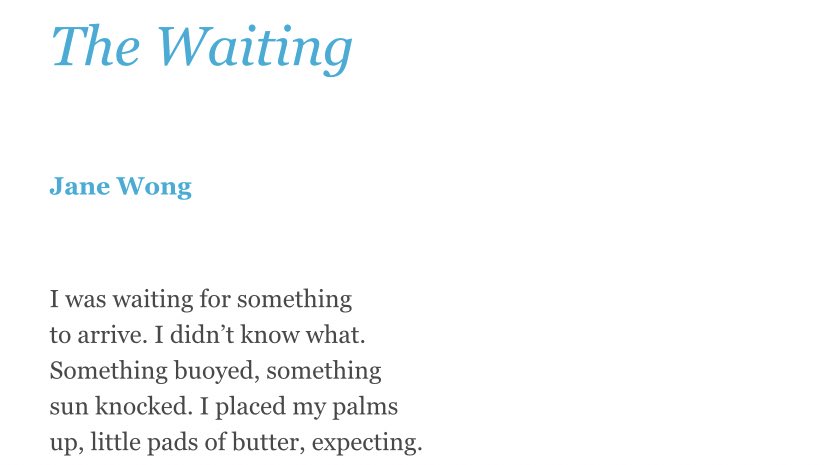 The Waiting
Jane Wong
I was waiting for something
to arrive. I didn’t know what.
Something buoyed, something
sun knocked. I placed my palms
up, little pads of butter, expecting.